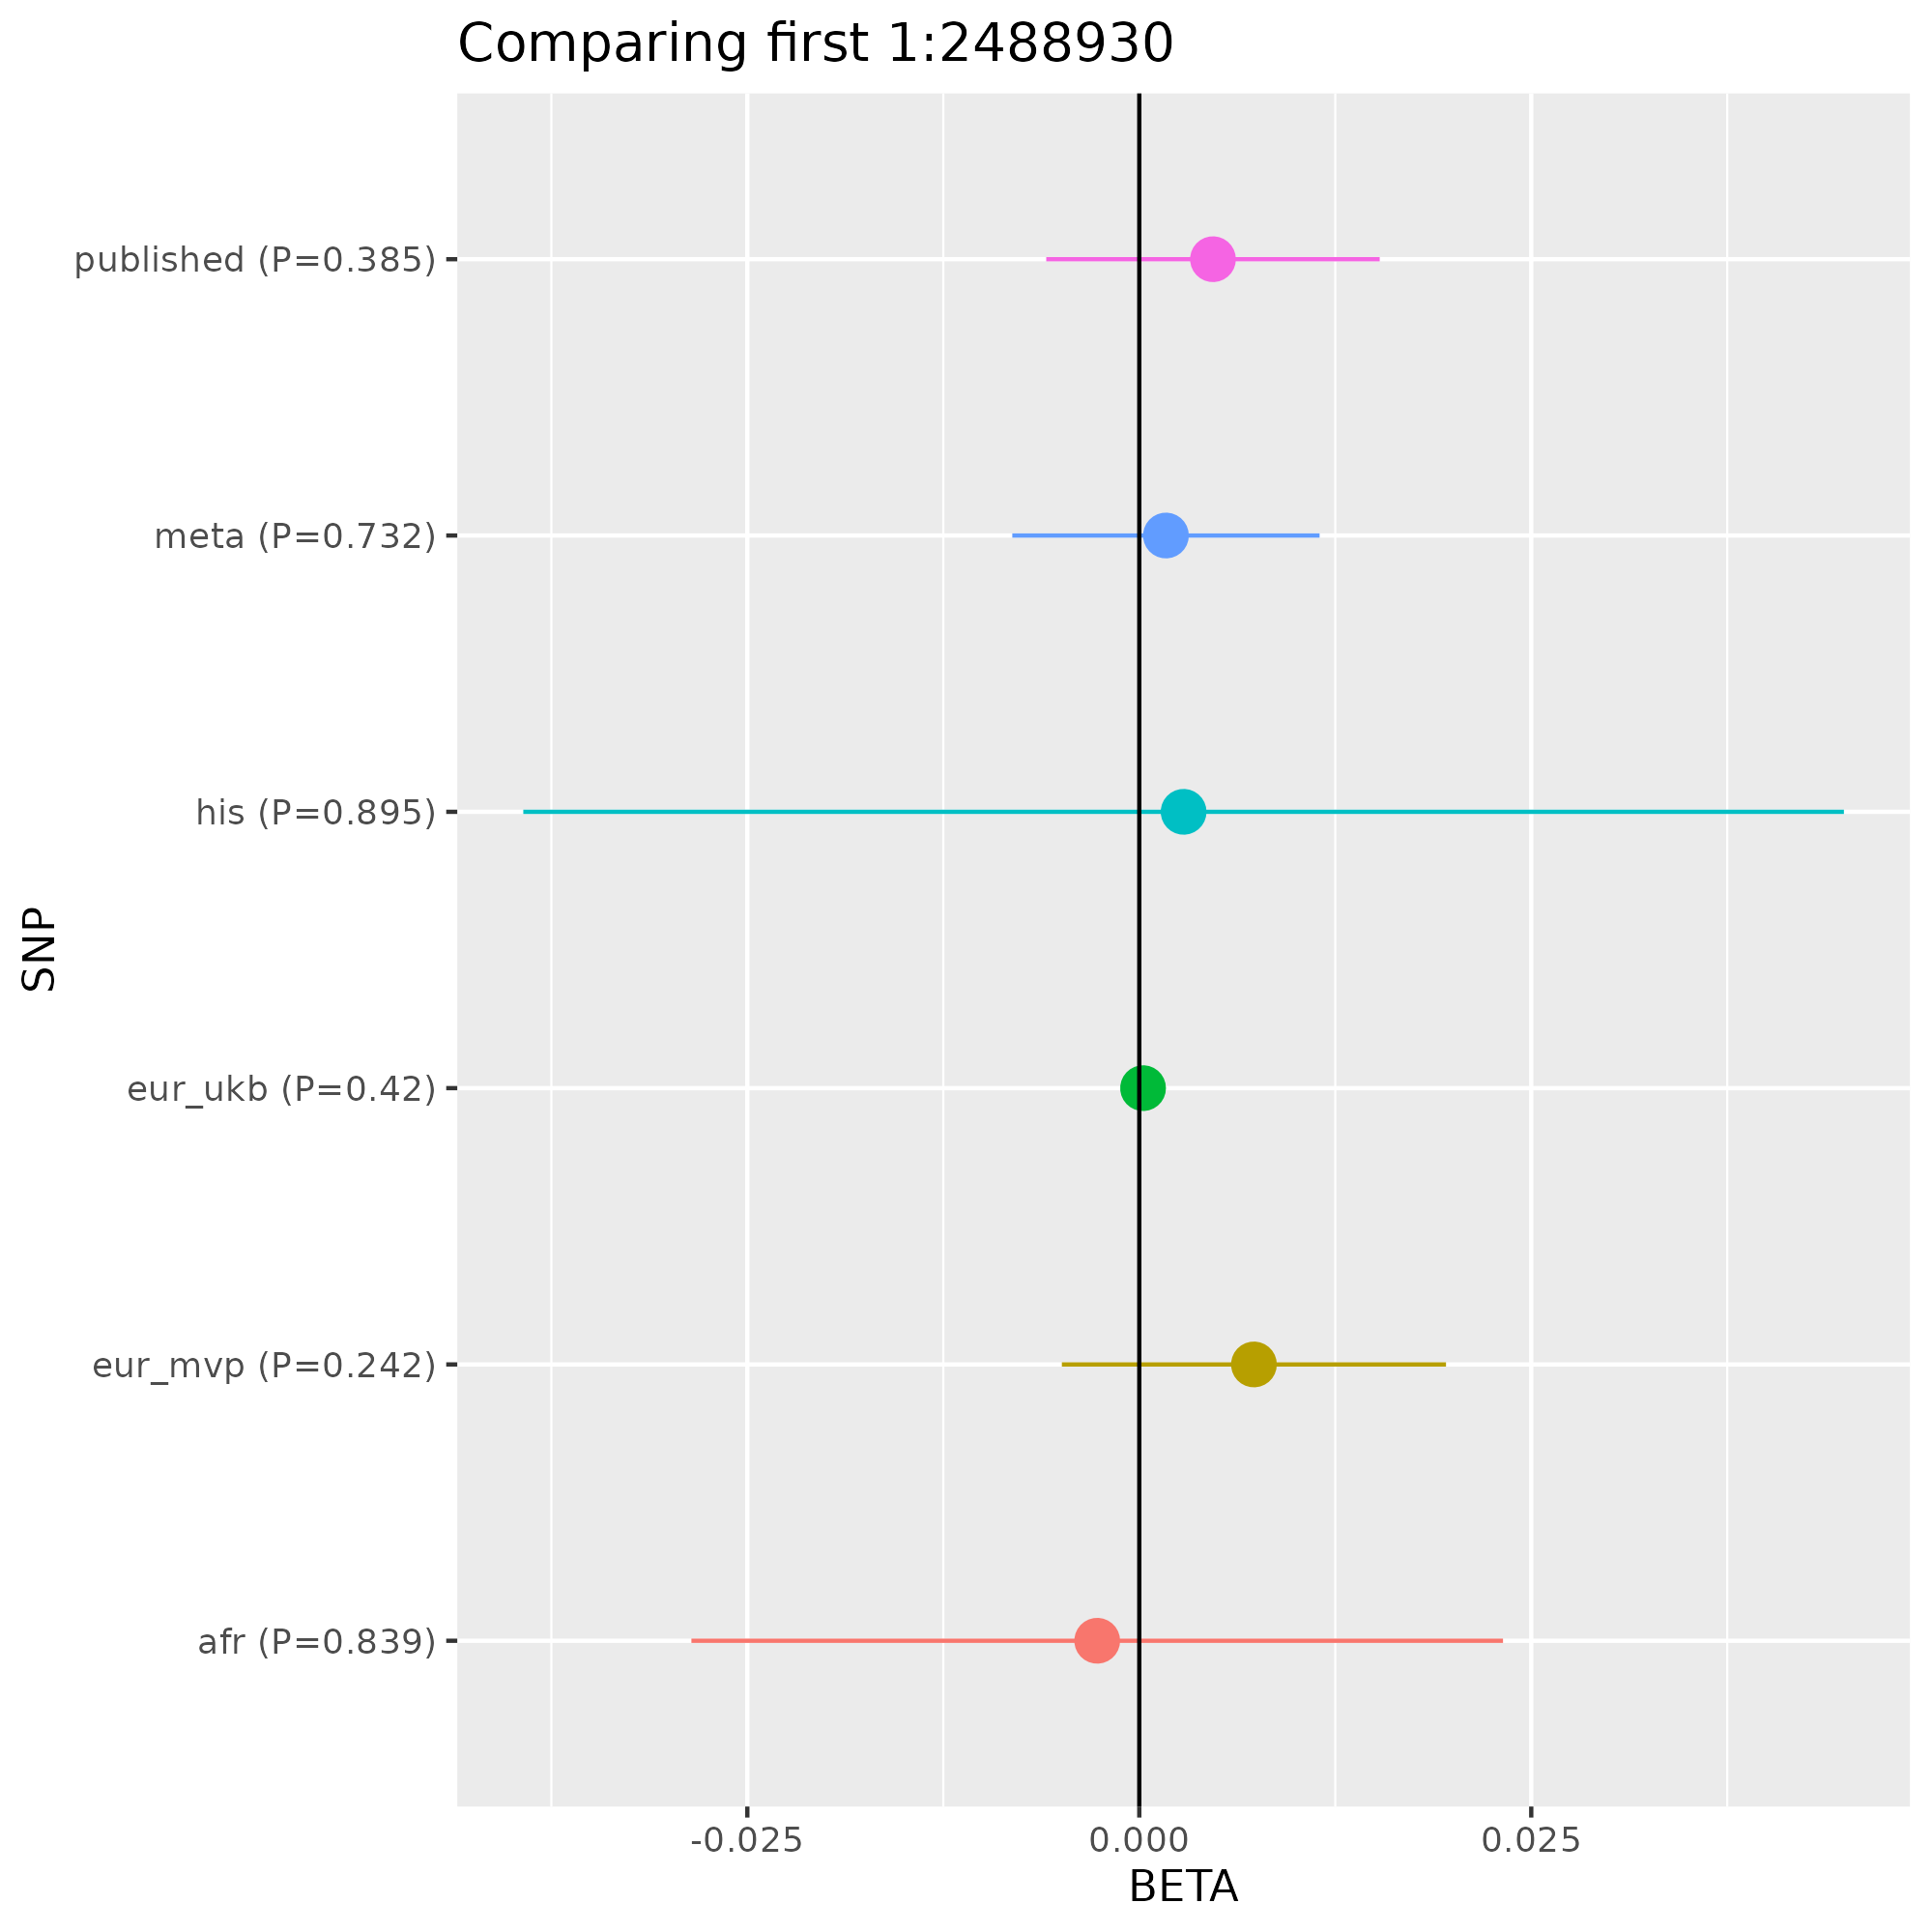 Comparing first 1:2488930
published (P=0.385)
meta (P=0.732)
his (P=0.895)
SNP
eur_ukb (P=0.42)
eur_mvp (P=0.242)
afr (P=0.839)
-0.025
0.000
0.025
BETA